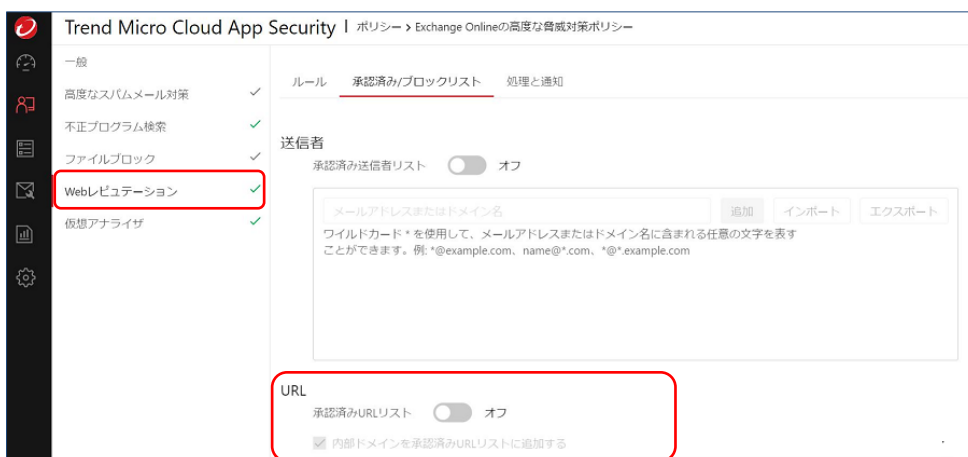 Trend Micro Cloud App Security | ポリシー > Exchange Onlineの高度な脅威対策ポリシー
一般
高度なスパムメール対策
不正プログラム検索
ファイルブロック
Webレピュテーション
仮想アナライザ
ルール 承認済み/ブロックリスト 処理と通知
送信者
承認済み送信者リスト オフ
メールアドレスまたはドメイン名 追加 インポート エクスポート
ワイルドカード * を使用して、メールアドレスまたはドメイン名に含まれる任意の文字を表す
ことができます。例: *@example.com、name@*.com、*@*.example.com
URL
承認済みURLリスト オフ
内部ドメインを承認済みURLリストに追加する